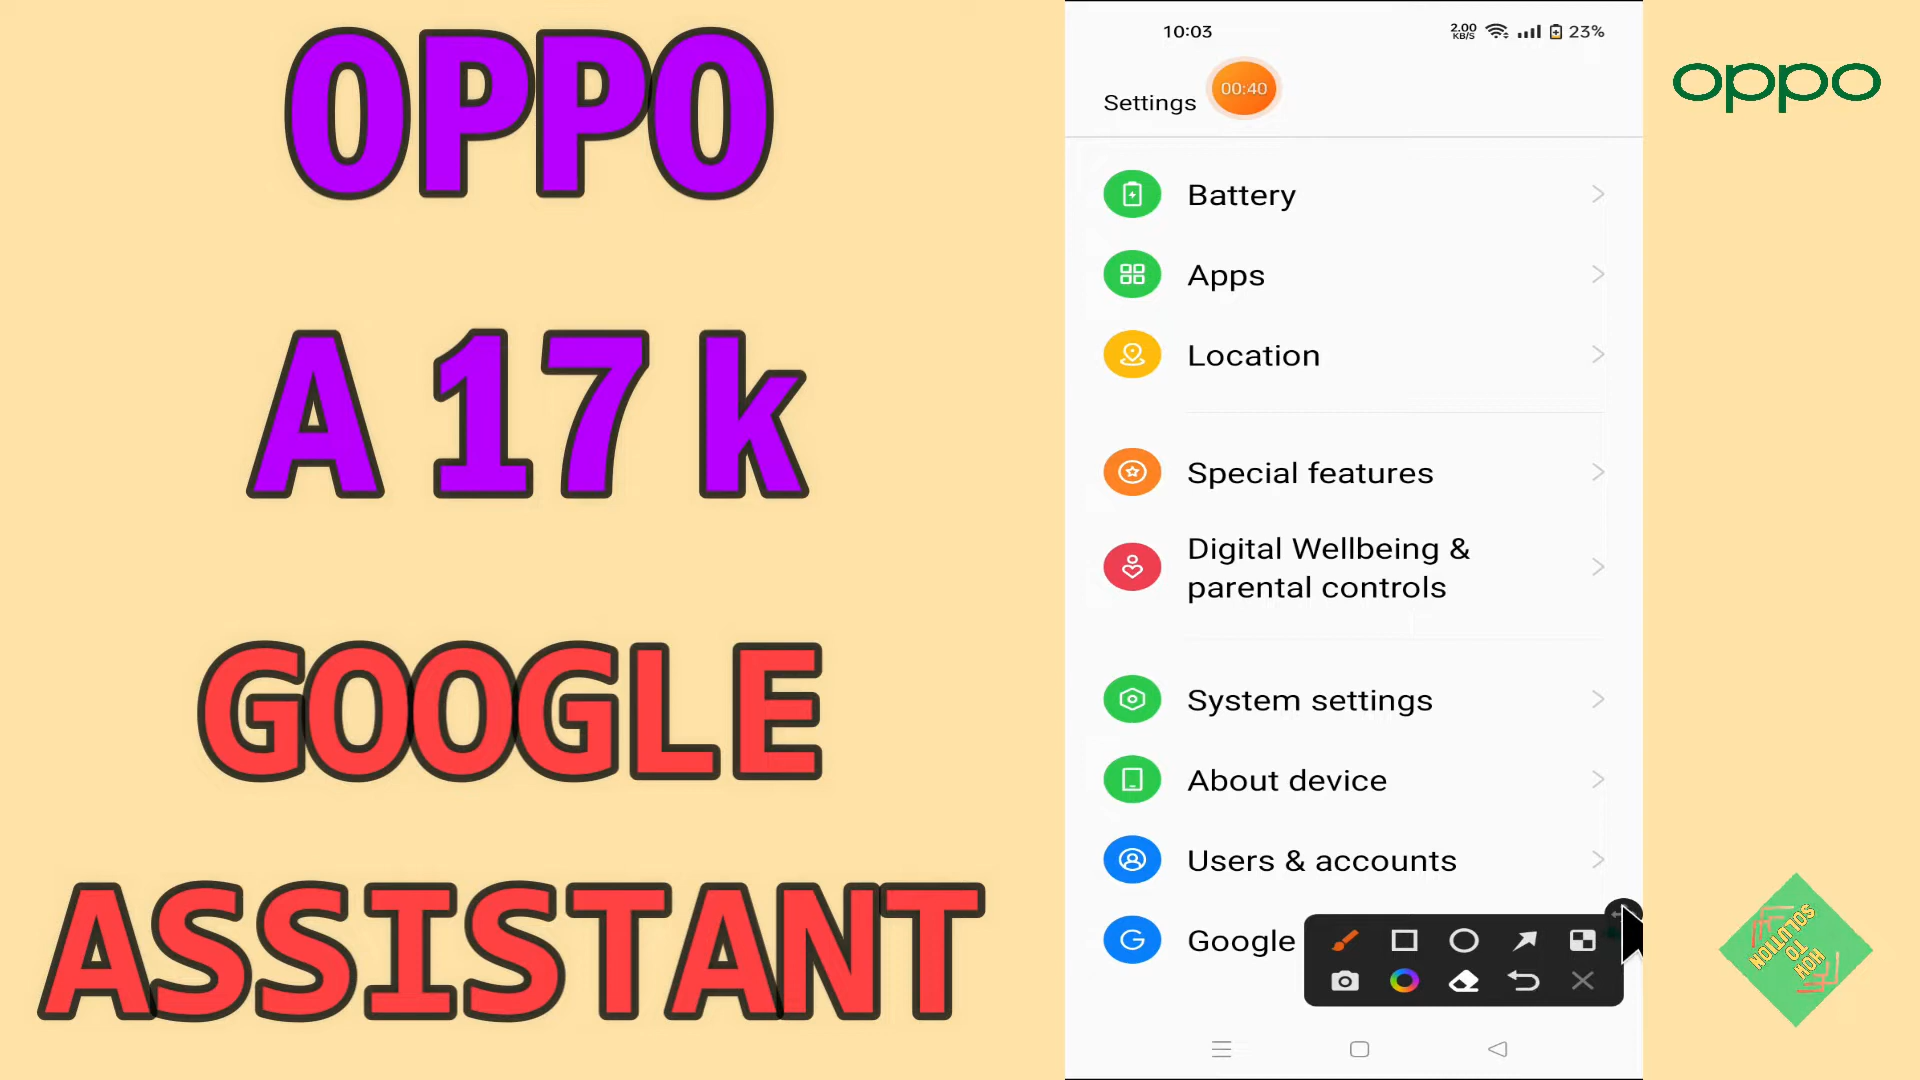 OPPO
A 17 k
GOOGLE
ASSISTANT
10:03
2.00
KB/S
23%
Settings
00:40
Battery
Apps
Location
Special features
Digital Wellbeing &
parental controls
System settings
About device
Users & accounts
Google
oppo
HOW
TO
SOLUTION